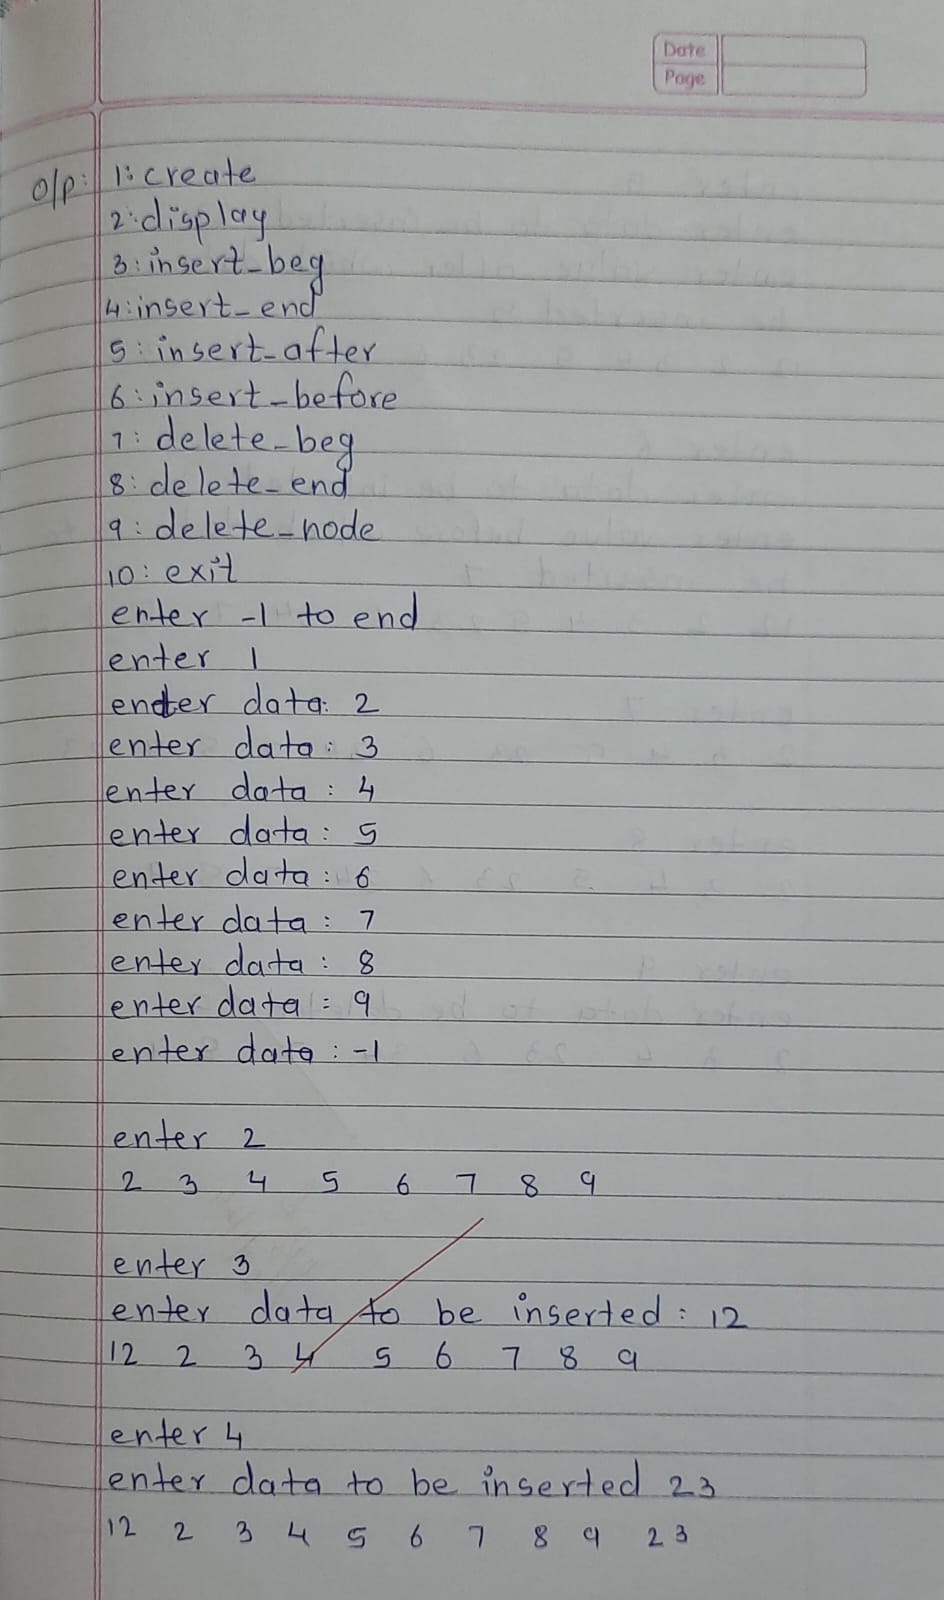 Date
Page
o/p: 1: create
2: display
3: insert_beg
4: insert_end
5: insert_after
6: insert_before
7: delete_beg
8: delete_end
9: delete_node
10: exit
enter -1 to end
enter 1
endter data: 2
enter data: 3
enter data : 4
enter data : 5
enter data : 6
enter data : 7
enter data : 8
enter data : 9
enter data : -1
enter 2
2 3 4 5 6 7 8 9
enter 3
enter data to be inserted : 12
12 2 3 4 5 6 7 8 9
enter 4
enter data to be inserted 23
12 2 3 4 5 6 7 8 9 23